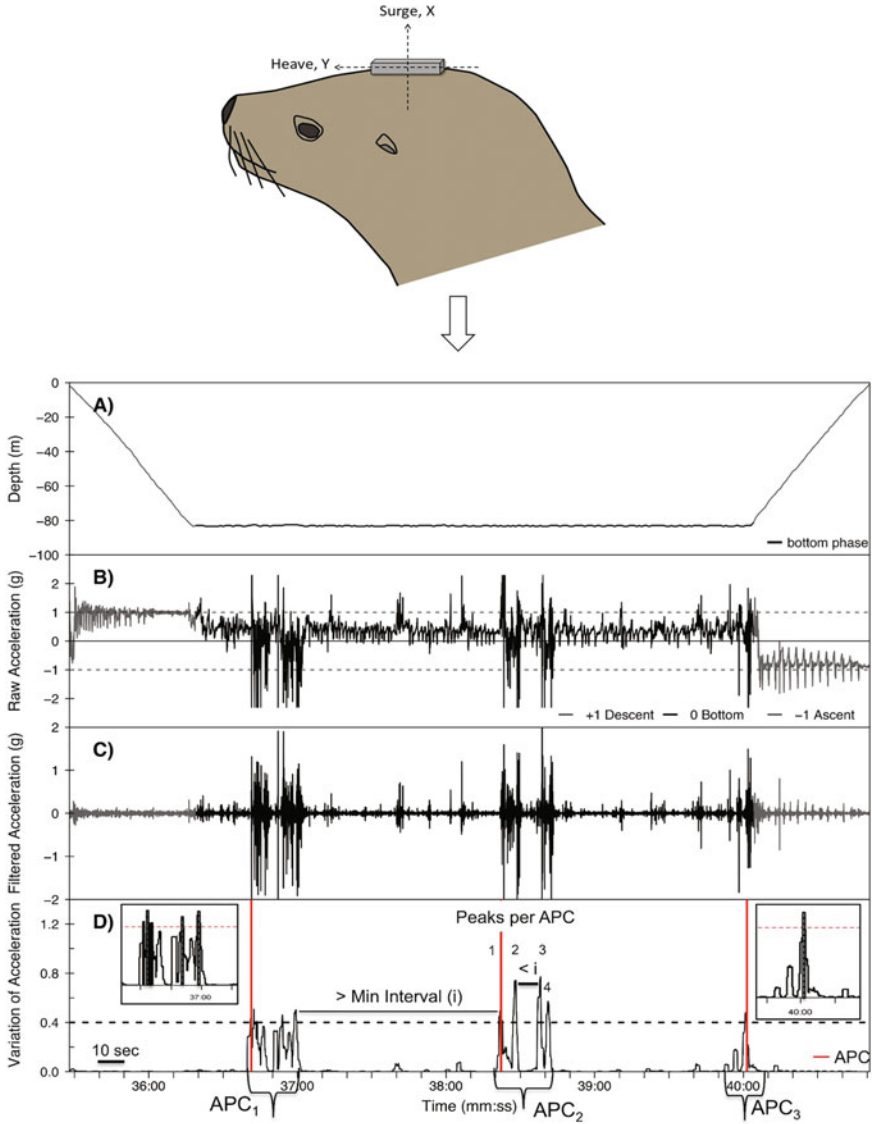 Surge, X
Heave, Y
A)
0
−20
−40
−60
−80
−100
Depth (m)
bottom phase
B)
2
1
0
−1
−2
Raw Acceleration (g)
+1 Descent
0 Bottom
−1 Ascent
C)
2
1
0
−1
−2
Filtered Acceleration (g)
D)
1.2
0.8
0.4
0.0
Variation of Acceleration
37:00
Peaks per APC
1
2
3
4
< i
> Min Interval (i)
40:00
10 sec
APC
36:00
37:00
38:00
39:00
40:00
APC1
Time (mm:ss)
APC2
APC3